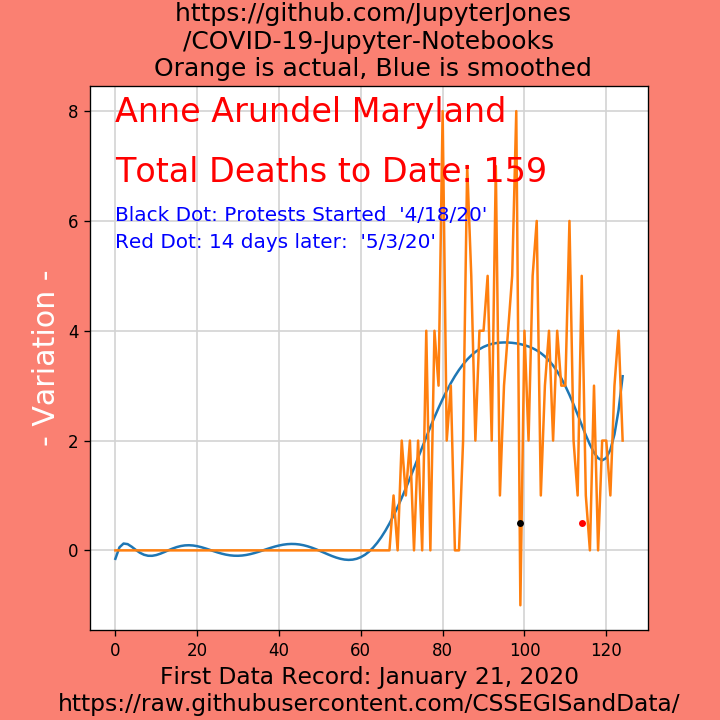 https://github.com/JupyterJones
/COVID-19-Jupyter-Notebooks
Orange is actual, Blue is smoothed
Anne Arundel Maryland
Total Deaths to Date: 159
Black Dot: Protests Started  '4/18/20'
Red Dot: 14 days later:  '5/3/20'
- Variation -
8
6
4
2
0
0 20 40 60 80 100 120
First Data Record: January 21, 2020
https://raw.githubusercontent.com/CSSEGISandData/